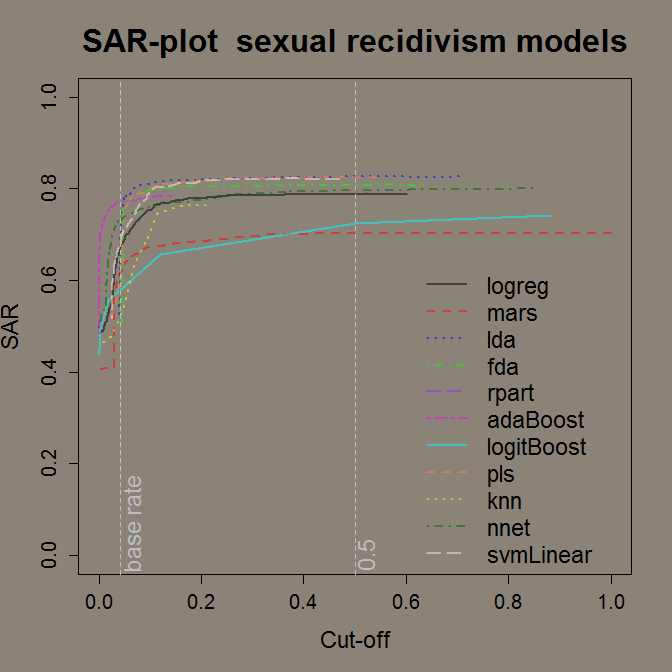 SAR-plot  sexual recidivism models
SAR
1.0
0.8
0.6
0.4
0.2
0.0
base rate
0.5
logreg
mars
lda
fda
rpart
adaBoost
logitBoost
pls
knn
nnet
svmLinear
0.0 0.2 0.4 0.6 0.8 1.0
Cut-off